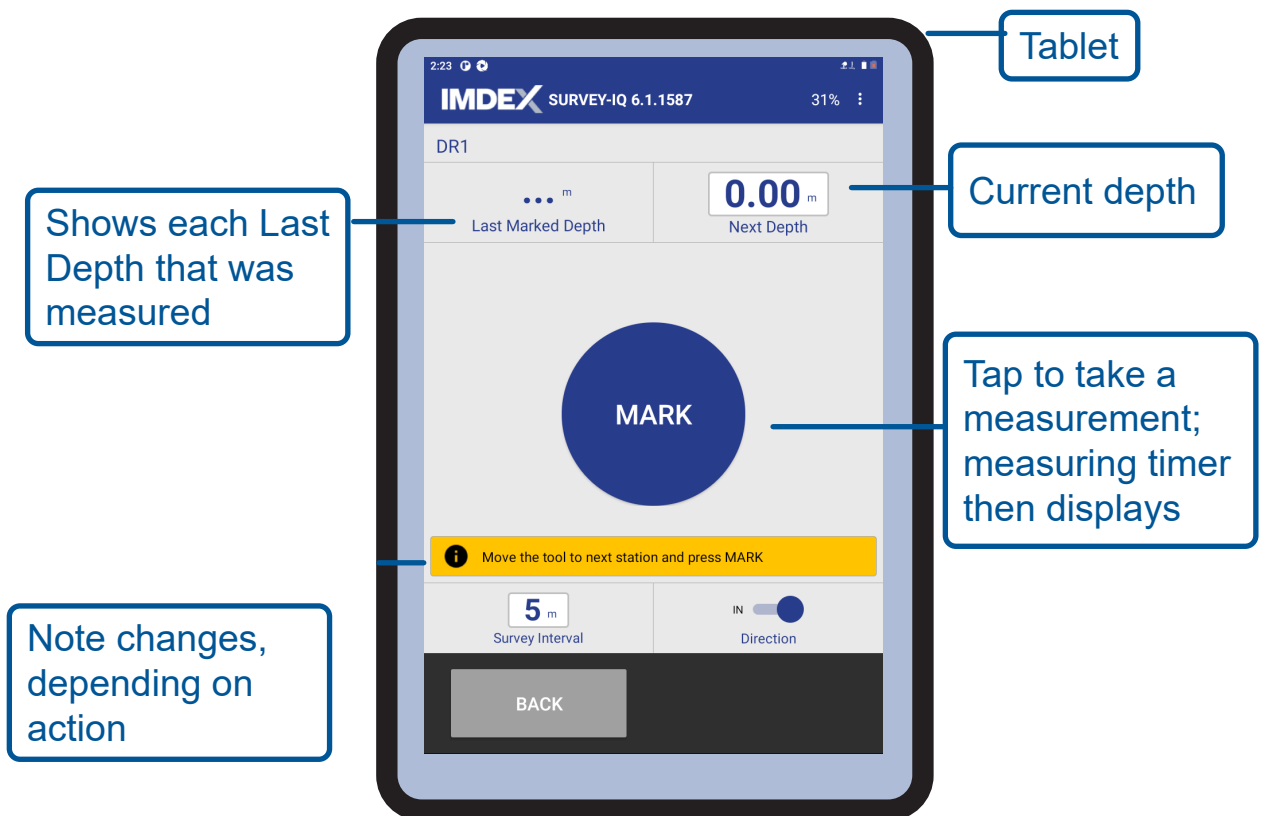 Tablet
2:23
IMDEX SURVEY-IQ 6.1.1587 31%
DR1
... m
Last Marked Depth
0.00 m
Next Depth
Current depth
Shows each Last
Depth that was
measured
MARK
Tap to take a
measurement;
measuring timer
then displays
i Move the tool to next station and press MARK
5 m
Survey Interval
IN
Direction
Note changes,
depending on
action
BACK